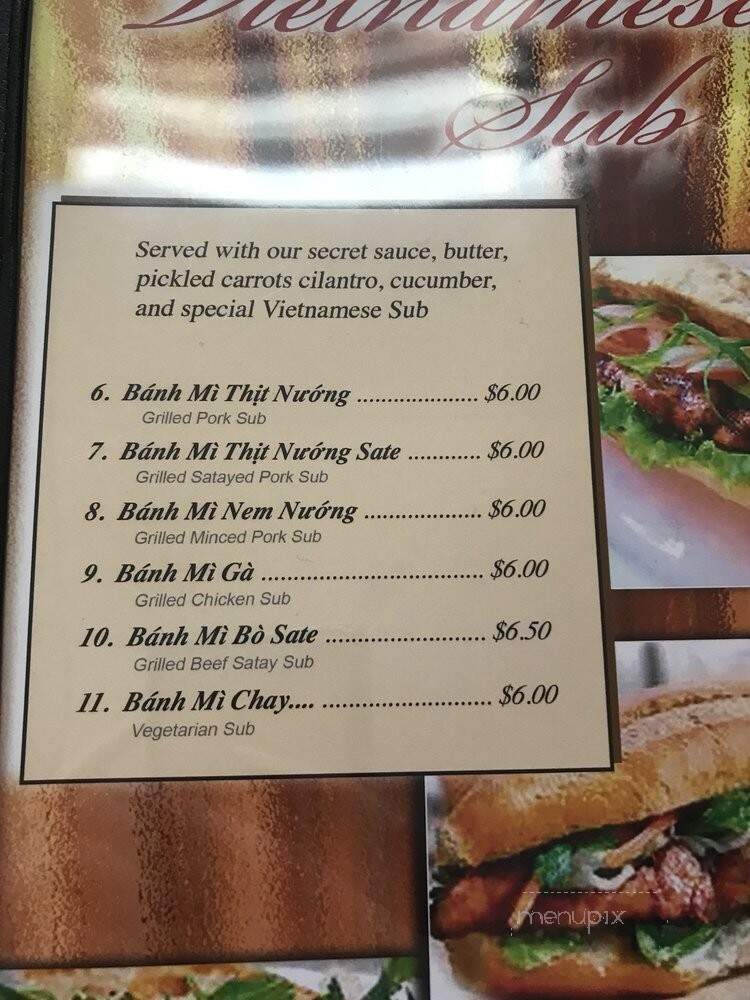 Vietnamese
Sub
Served with our secret sauce, butter,
pickled carrots cilantro, cucumber,
and special Vietnamese Sub
6. Bánh Mì Thịt Nướng .................... $6.00
Grilled Pork Sub
7. Bánh Mì Thịt Nướng Sate ............ $6.00
Grilled Satayed Pork Sub
8. Bánh Mì Nem Nướng ................... $6.00
Grilled Minced Pork Sub
9. Bánh Mì Gà ................................... $6.00
Grilled Chicken Sub
10. Bánh Mì Bò Sate ......................... $6.50
Grilled Beef Satay Sub
11. Bánh Mì Chay.... ........................... $6.00
Vegetarian Sub
menupix